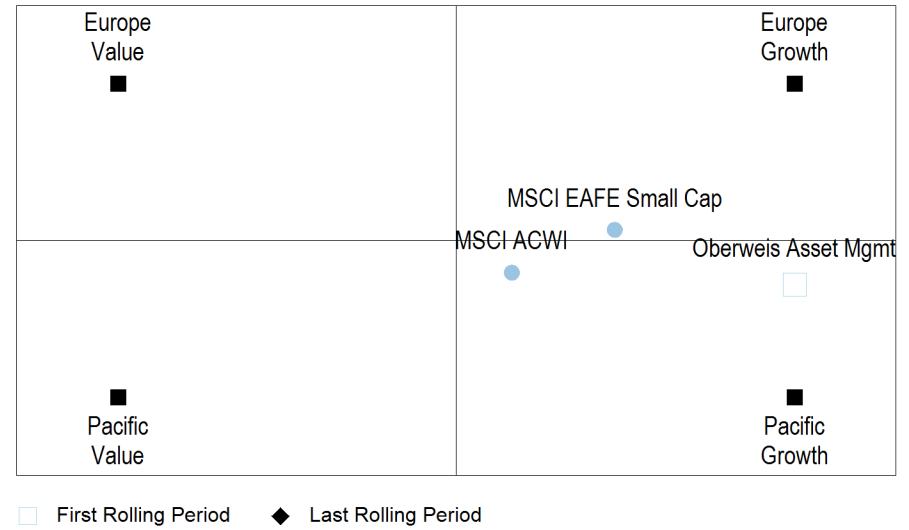 Europe
Value
Europe
Growth
MSCI EAFE Small Cap
MSCI ACWI
Oberweis Asset Mgmt
Pacific
Value
Pacific
Growth
First Rolling Period
Last Rolling Period